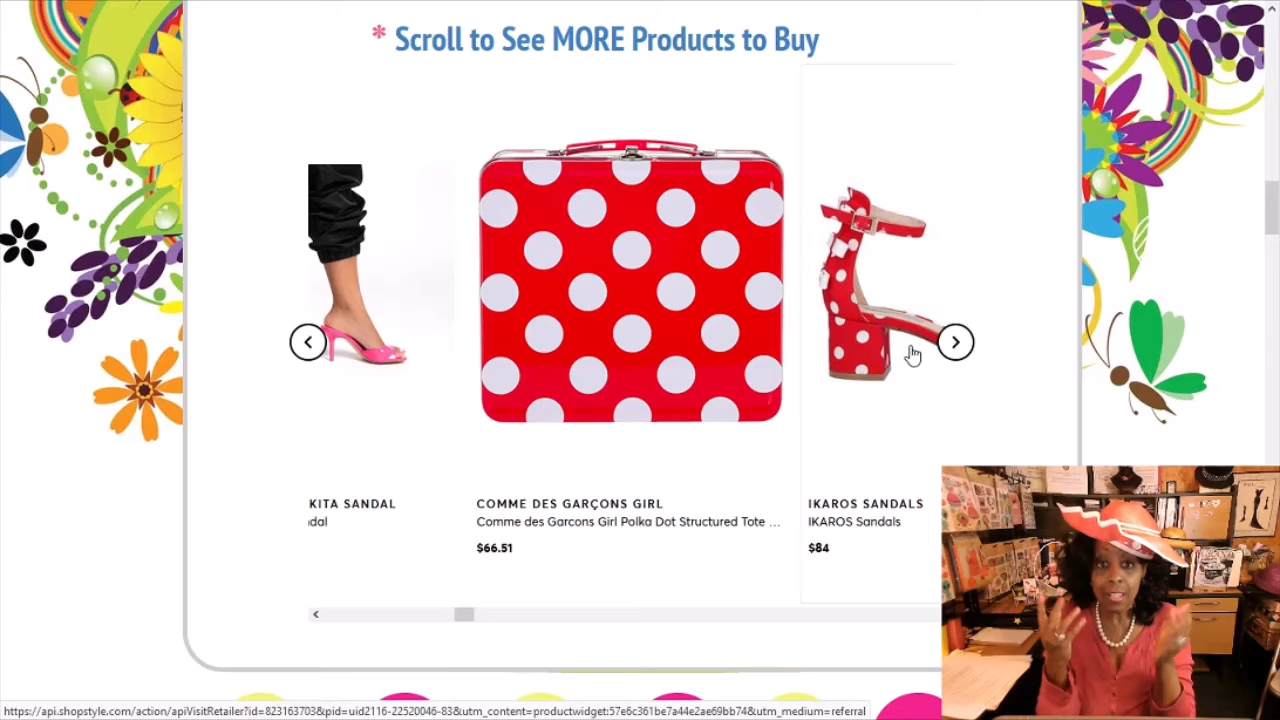 * Scroll to See MORE Products to Buy
KITA SANDAL
COMME DES GARÇONS GIRL
IKAROS SANDALS
dal
Comme des Garcons Girl Polka Dot Structured Tote ...
IKAROS Sandals
$66.51
$84
https://api.shopstyle.com/action/apiVisitRetailer?id=823163703&pid=uid2116-22520046-83&utm_content=productwidget:57e6c361be7a44e2ae69bb74&utm_medium=referral